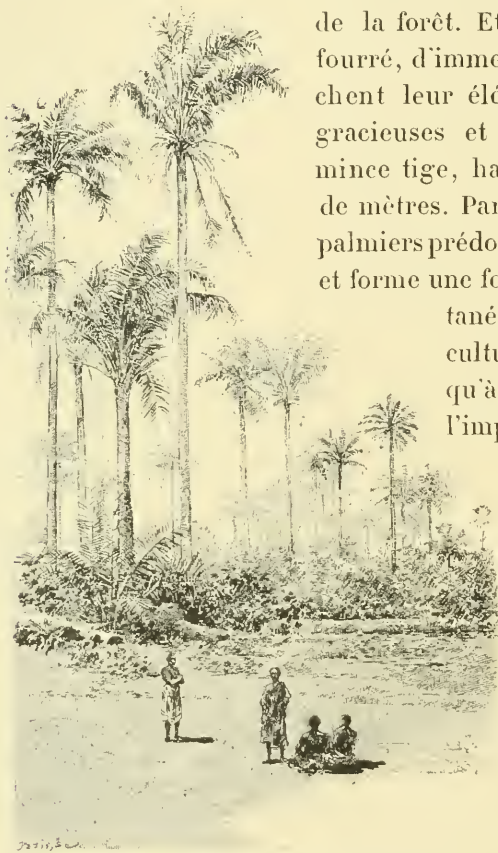 de la forêt. Et
fourré, d'imme
chent leur élé
gracieuses et
mince tige, ha
de mètres. Par
palmiers prédo
et forme une fo
tané
cultu
qu'à
l'imp